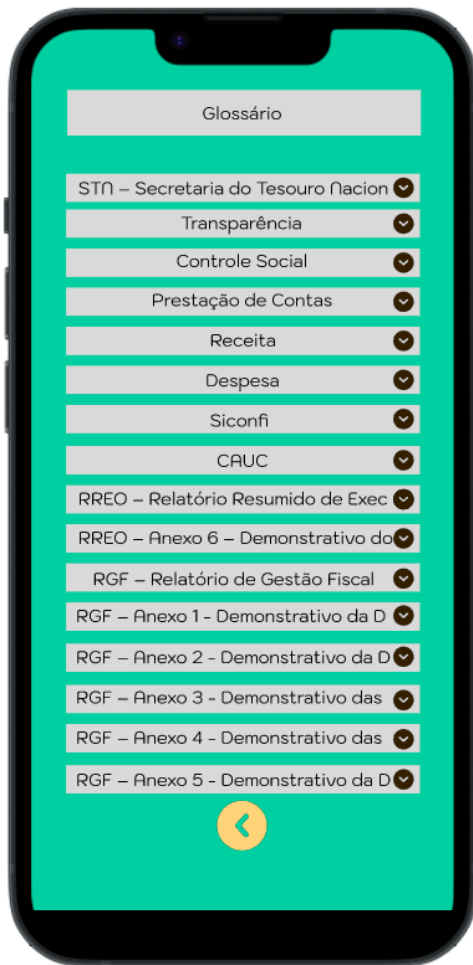 Glossário
STN – Secretaria do Tesouro Nacion
Transparência
Controle Social
Prestação de Contas
Receita
Despesa
Siconfi
CAUC
RREO – Relatório Resumido de Exec
RREO – Anexo 6 – Demonstrativo do
RGF – Relatório de Gestão Fiscal
RGF – Anexo 1 - Demonstrativo da D
RGF – Anexo 2 - Demonstrativo da D
RGF – Anexo 3 - Demonstrativo das
RGF – Anexo 4 - Demonstrativo das
RGF – Anexo 5 - Demonstrativo da D